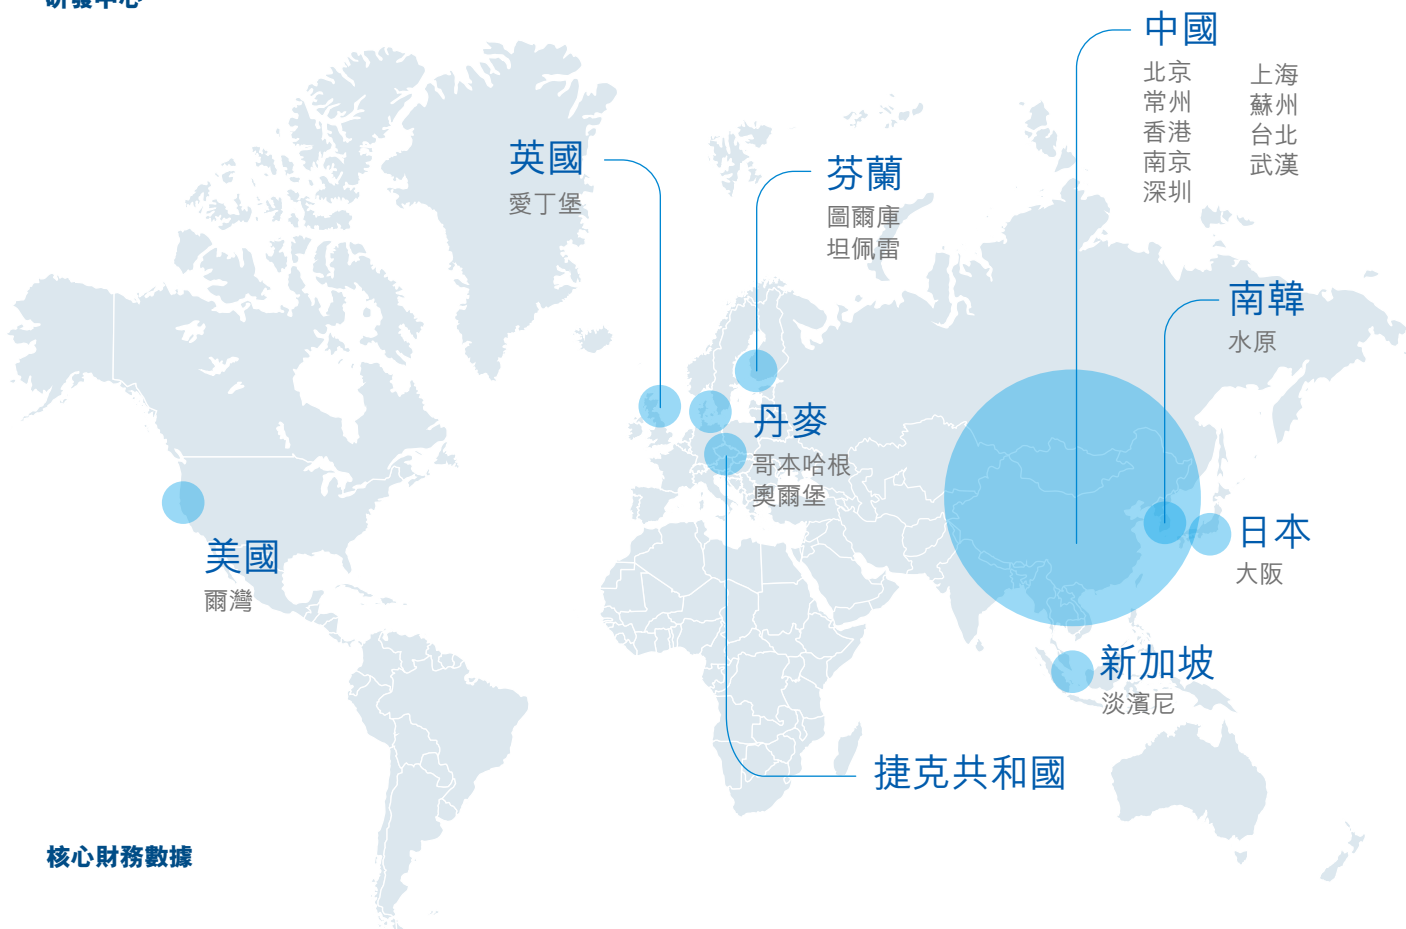 研發中心
中國
北京
常州
香港
南京
深圳
上海
蘇州
台北
武漢
英國
愛丁堡
芬蘭
圖爾庫
坦佩雷
南韓
水原
丹麥
哥本哈根
奧爾堡
美國
爾灣
日本
大阪
新加坡
淡濱尼
捷克共和國
核心財務數據